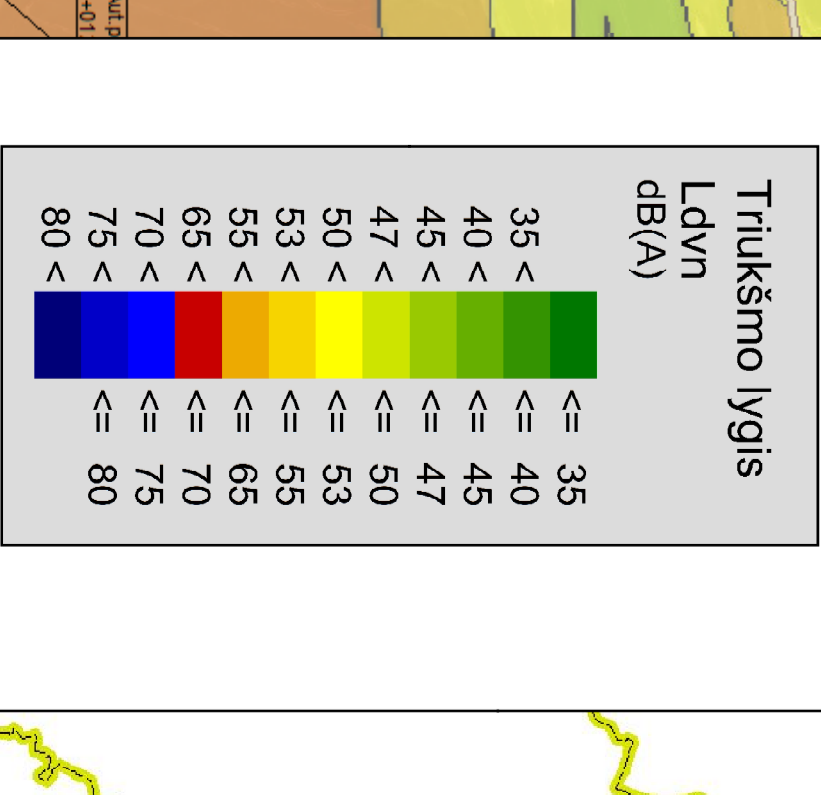 Triukšmo lygis
Ldvn
dB(A)
<= 35
35 < <= 40
40 < <= 45
45 < <= 47
47 < <= 50
50 < <= 53
53 < <= 55
55 < <= 65
65 < <= 70
70 < <= 75
75 < <= 80
80 <